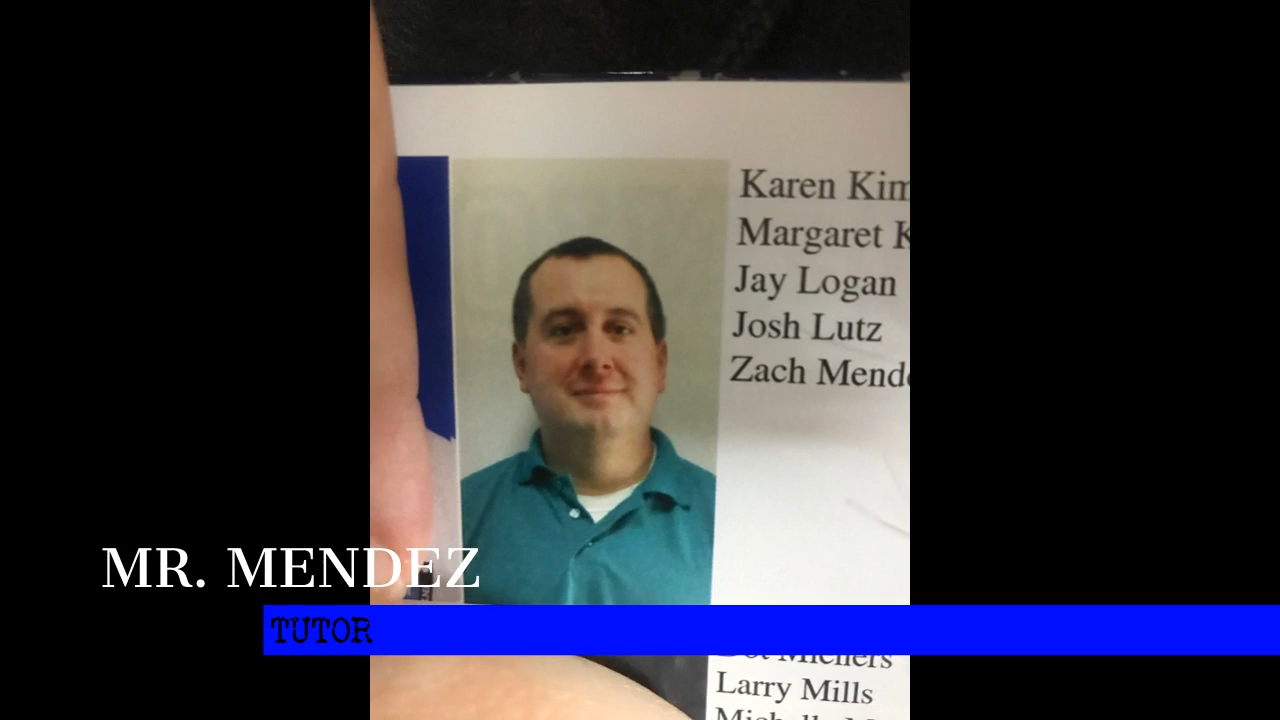 Karen Kim
Margaret K
Jay Logan
Josh Lutz
Zach Mend
MR. MENDEZ
TUTOR
Larry Mills